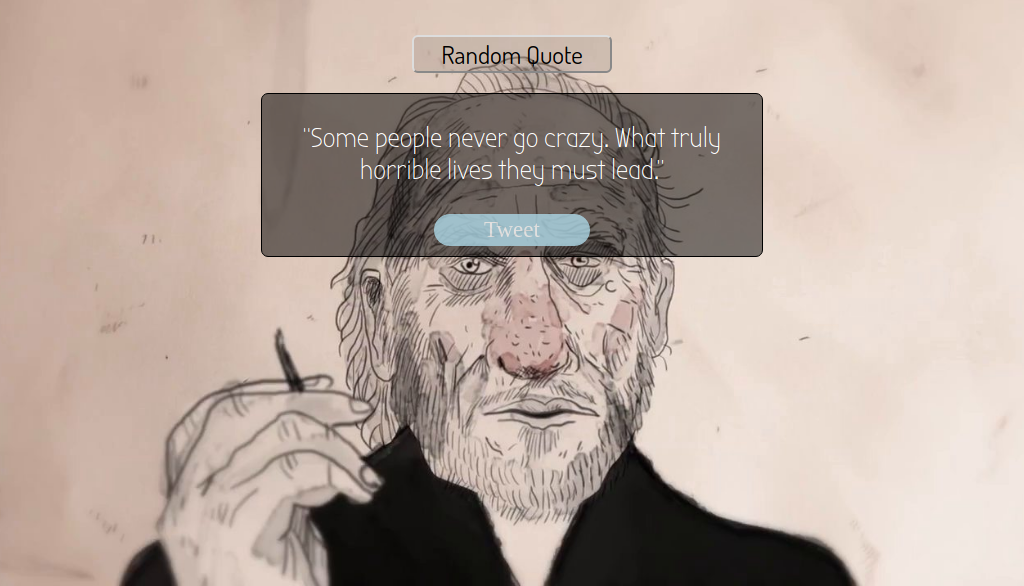 Random Quote
"Some people never go crazy. What truly
horrible lives they must lead."
Tweet